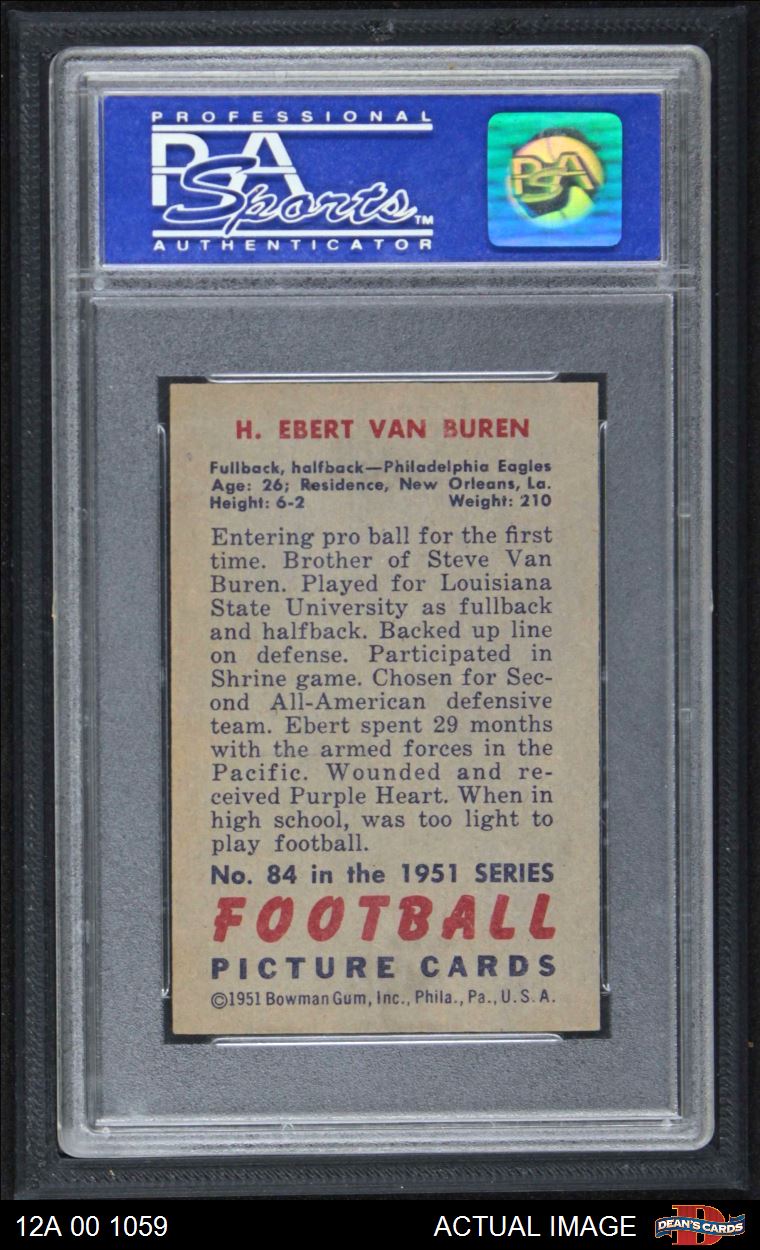 PROFESSIONAL
PSA
Sports™
AUTHENTICATOR
PSA
H. EBERT VAN BUREN
Fullback, halfback—Philadelphia Eagles
Age: 26; Residence, New Orleans, La.
Height: 6-2 Weight: 210
Entering pro ball for the first
time. Brother of Steve Van
Buren. Played for Louisiana
State University as fullback
and halfback. Backed up line
on defense. Participated in
Shrine game. Chosen for Sec-
ond All-American defensive
team. Ebert spent 29 months
with the armed forces in the
Pacific. Wounded and re-
ceived Purple Heart. When in
high school, was too light to
play football.
No. 84 in the 1951 SERIES
FOOTBALL
PICTURE CARDS
©1951 Bowman Gum, Inc., Phila., Pa., U.S.A.
12A 00 1059 ACTUAL IMAGE DEAN'S CARDS